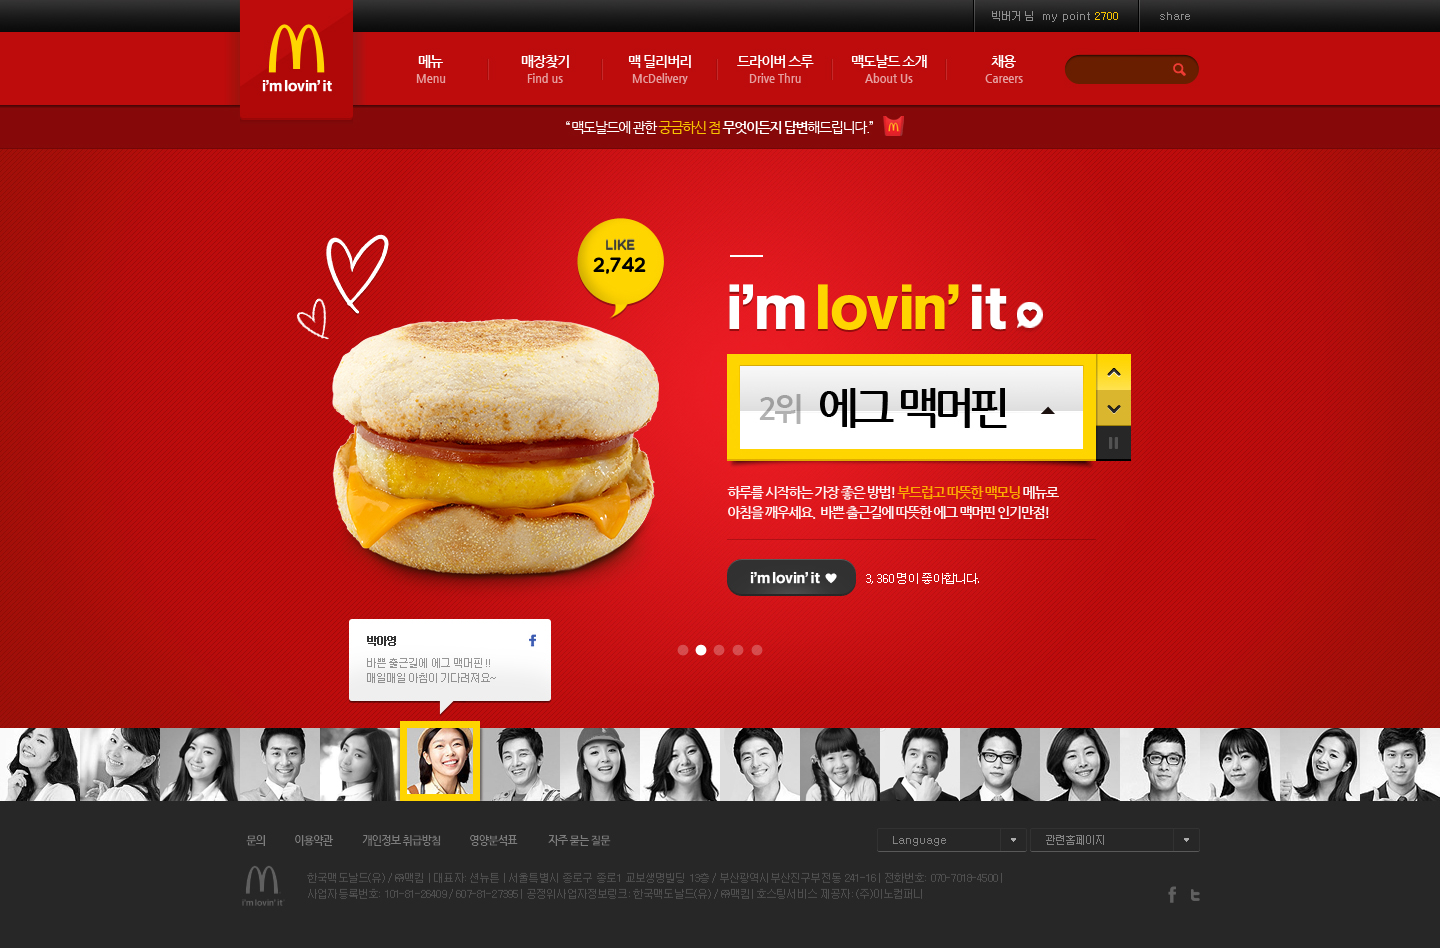 빅버거 님 my point 2700
share
i'm lovin' it
메뉴
Menu
매장찾기
Find us
맥 딜리버리
McDelivery
드라이버 스루
Drive Thru
맥도날드 소개
About Us
채용
Careers
“맥도날드에 관한 궁금하신 점 무엇이든지 답변해드립니다.”
LIKE
2,742
i'm lovin' it
2위 에그 맥머핀
하루를 시작하는 가장 좋은 방법! 부드럽고 따뜻한 맥모닝 메뉴로
아침을 깨우세요. 바쁜 출근길에 따뜻한 에그 맥머핀 인기만점!
i'm lovin' it
3,360명이 좋아합니다.
박아영
f
바쁜 출근길에 에그 맥머핀!!
매일매일 아침이 기다려져요~
문의
이용약관
개인정보 취급방침
영양분석표
자주 묻는 질문
Language
관련홈페이지
i'm lovin' it
한국맥도날드(유) / ㈜맥킴 | 대표자: 션뉴튼 | 서울특별시 종로구 종로1 교보생명빌딩 13층 / 부산광역시부산진구부전동 241-16 | 전화번호: 070-7018-4500 |
사업자등록번호: 101-81-26409 / 607-81-27395 | 공정위사업자정보링크: 한국맥도날드(유) / ㈜맥킴 | 호스팅서비스 제공자: (주)이노컴퍼니